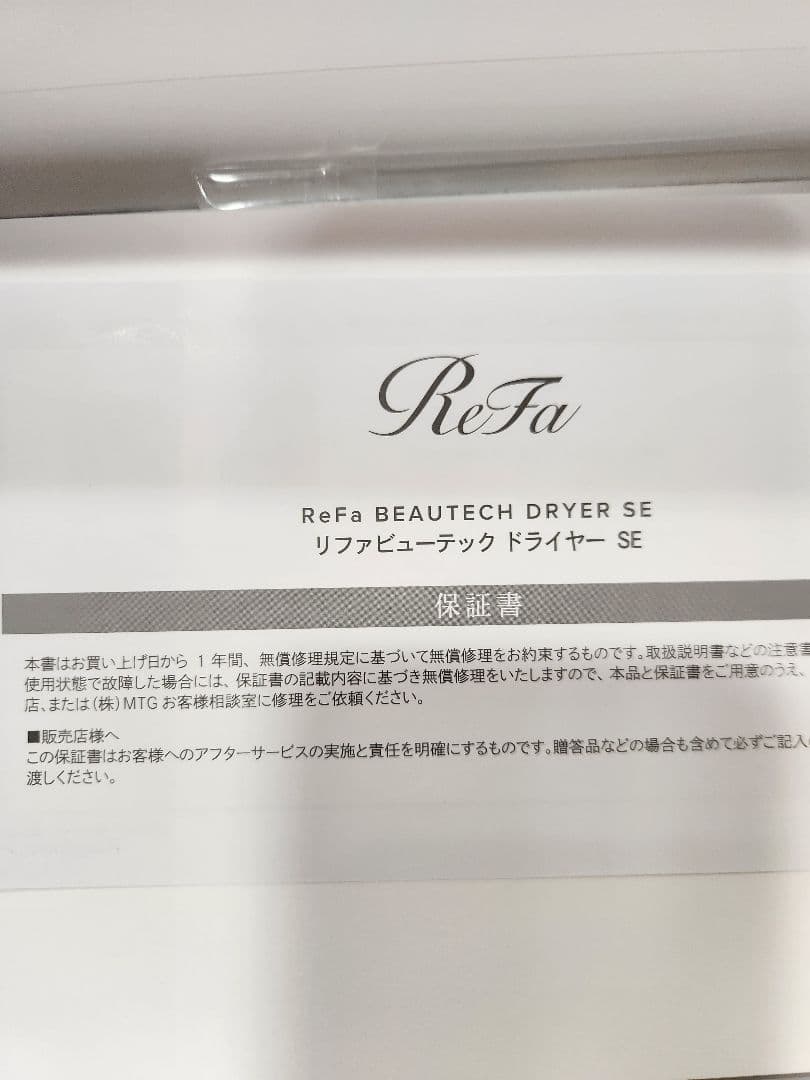 ReFa
ReFa BEAUTECH DRYER SE
リファビューテック ドライヤー SE
保証書
本書はお買い上げ日から 1 年間、無償修理規定に基づいて無償修理をお約束するものです。取扱説明書などの注意書
使用状態で故障した場合には、保証書の記載内容に基づき無償修理をいたしますので、本品と保証書をご用意のうえ、
店、または(株)MTG お客様相談室に修理をご依頼ください。
■販売店様へ
この保証書はお客様へのアフターサービスの実施と責任を明確にするものです。贈答品などの場合も含めて必ずご記入
渡しください。